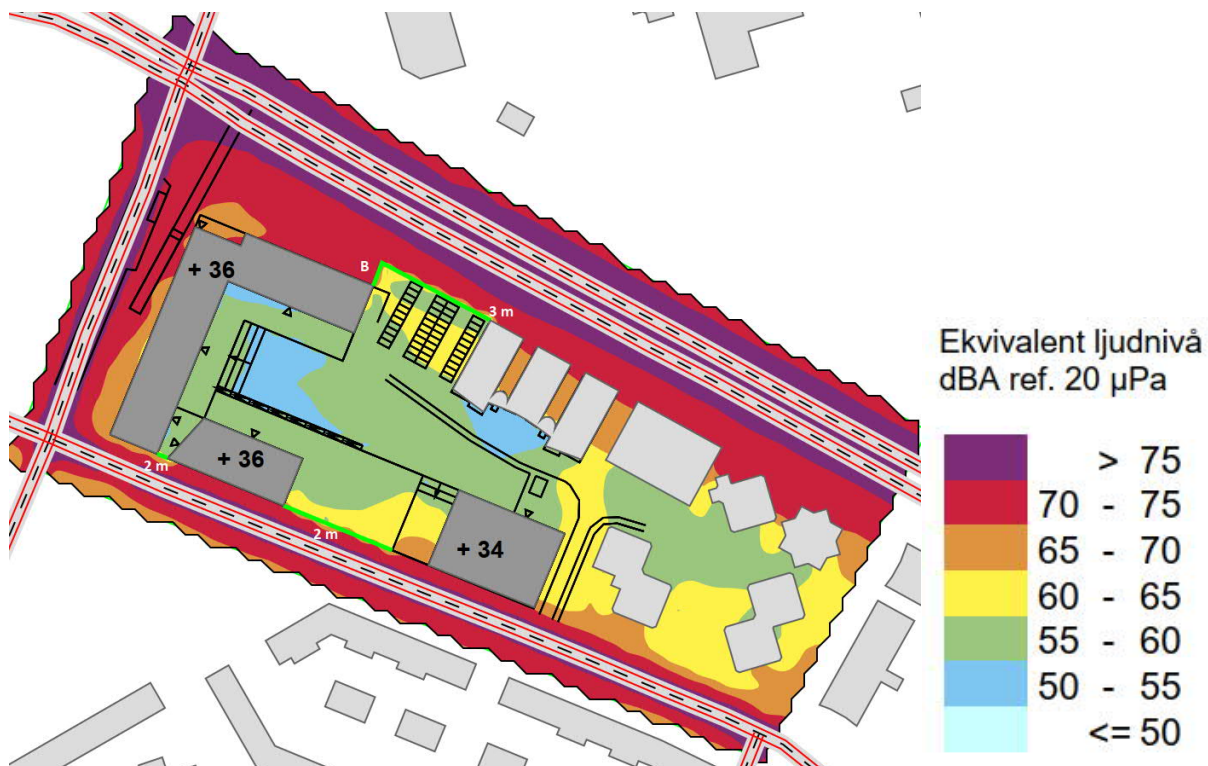 + 36
B
3 m
+ 36
2 m
2 m
+ 34
Ekvivalent ljudnivå
dBA ref. 20 µPa
> 75
70 - 75
65 - 70
60 - 65
55 - 60
50 - 55
<= 50